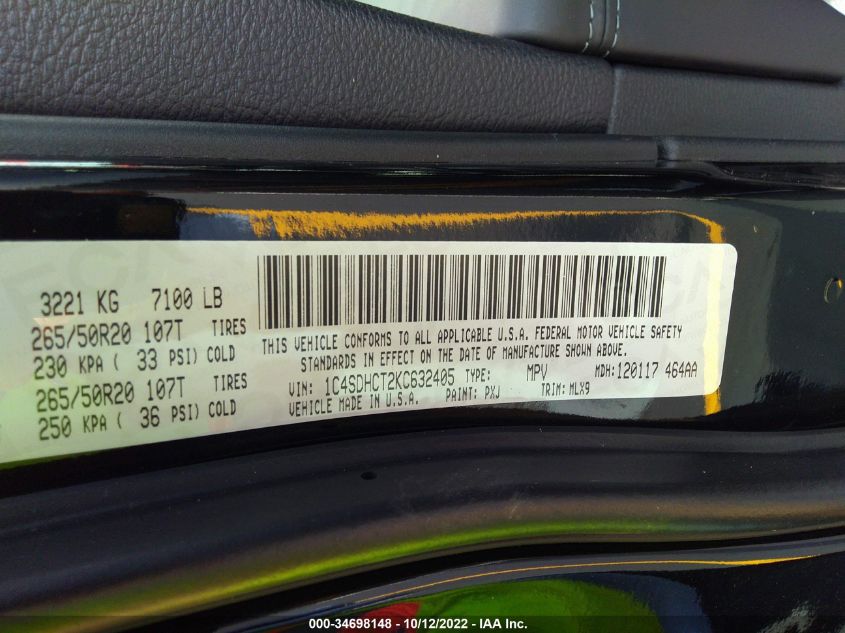 3221 KG 7100 LB
265/50R20 107T TIRES
230 KPA ( 33 PSI) COLD
265/50R20 107T TIRES
250 KPA ( 36 PSI) COLD
THIS VEHICLE CONFORMS TO ALL APPLICABLE U.S.A. FEDERAL MOTOR VEHICLE SAFETY
STANDARDS IN EFFECT ON THE DATE OF MANUFACTURE SHOWN ABOVE.
VIN: 1C4SDHCT2KC632405 TYPE: MPV MDH: 120117 464AA
VEHICLE MADE IN U.S.A. PAINT: PXJ TRIM: MLX9
000-34698148 - 10/12/2022 - IAA Inc.